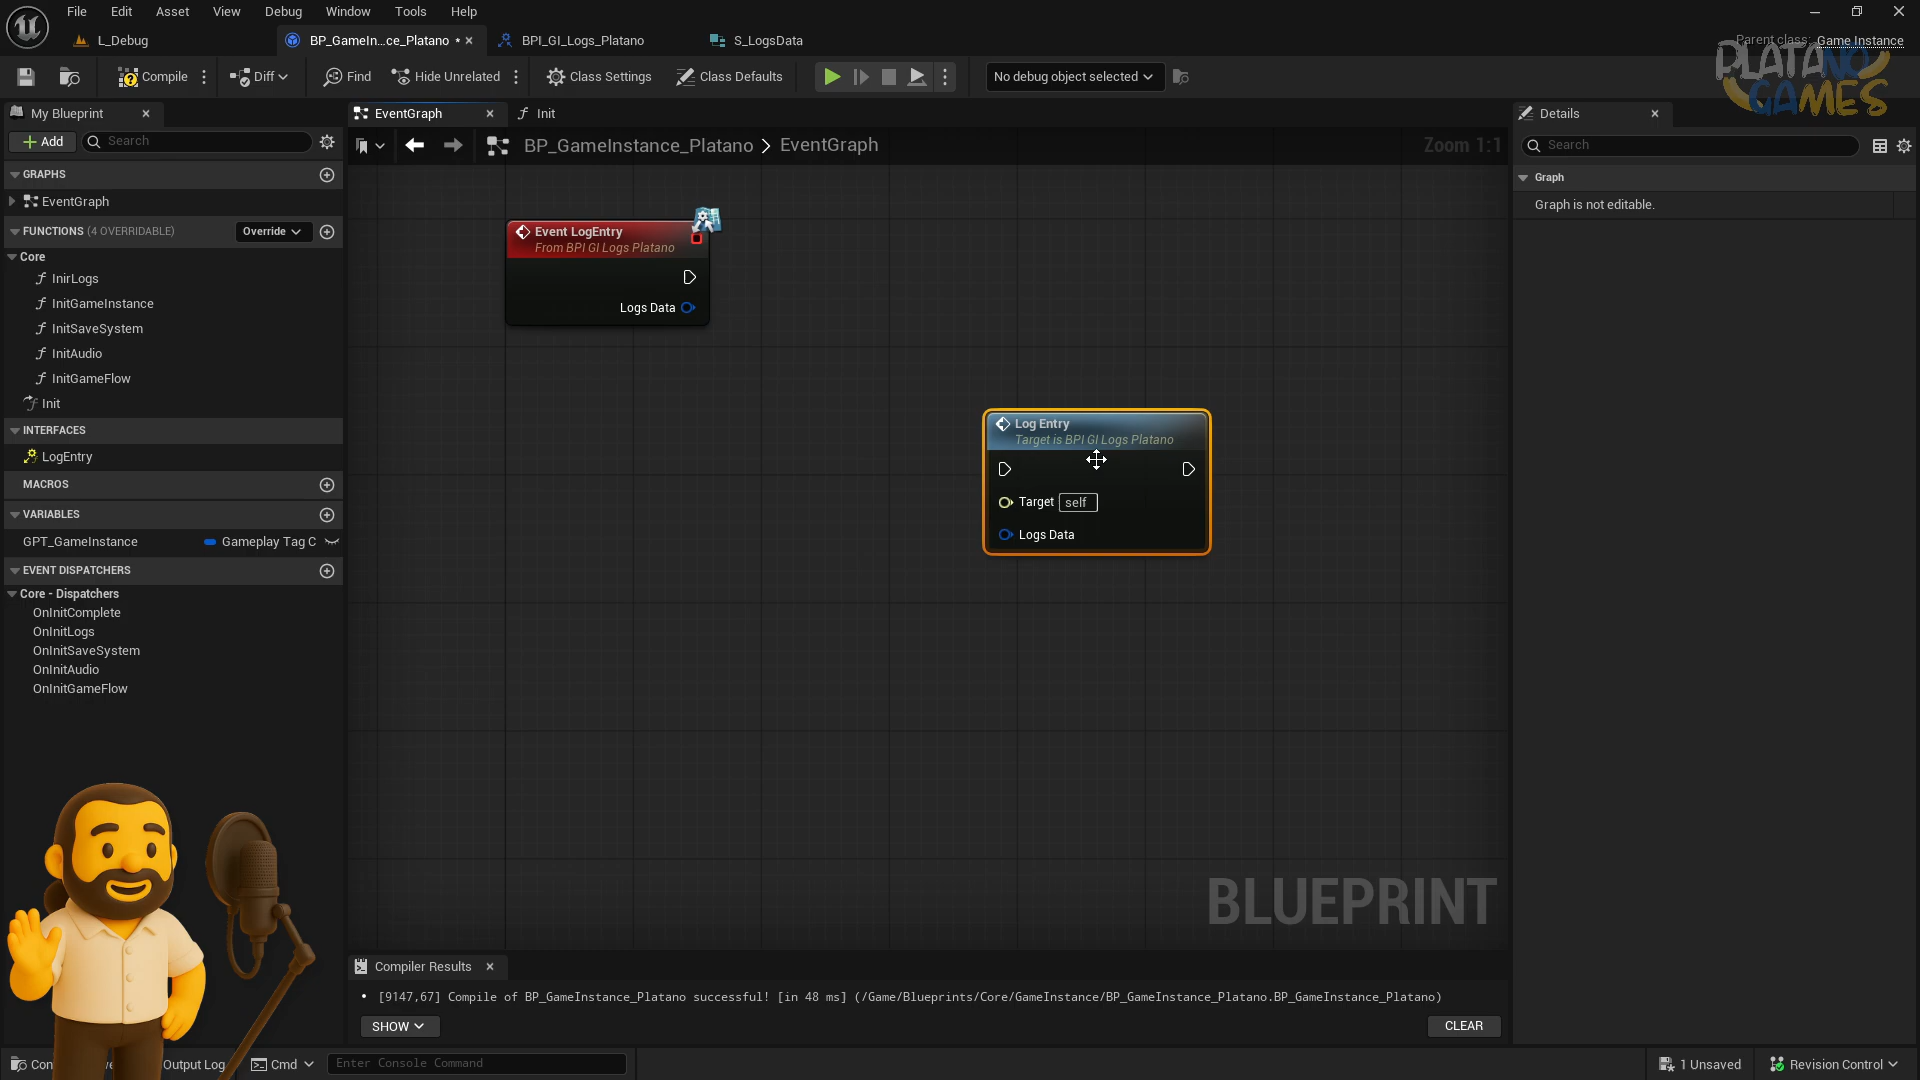 File Edit Asset View Debug Window Tools Help
L_Debug
BP_GameIn...ce_Platano
BPI_GI_Logs_Platano
S_LogsData
Parent class: Game Instance
PLATANO
GAMES
Compile
Diff
Find
Hide Unrelated
Class Settings
Class Defaults
No debug object selected
My Blueprint
EventGraph
Init
Details
Add
Search
BP_GameInstance_Platano > EventGraph
Zoom 1:1
Search
GRAPHS
EventGraph
FUNCTIONS (4 OVERRIDABLE)
Override
Core
InirLogs
InitGameInstance
InitSaveSystem
InitAudio
InitGameFlow
Init
INTERFACES
LogEntry
MACROS
VARIABLES
GPT_GameInstance
Gameplay Tag C
EVENT DISPATCHERS
Core - Dispatchers
OnInitComplete
OnInitLogs
OnInitSaveSystem
OnInitAudio
OnInitGameFlow
Event LogEntry
From BPI GI Logs Platano
Logs Data
Log Entry
Target is BPI GI Logs Platano
Target self
Logs Data
Graph
Graph is not editable.
BLUEPRINT
Compiler Results
• [9147,67] Compile of BP_GameInstance_Platano successful! [in 48 ms] (/Game/Blueprints/Core/GameInstance/BP_GameInstance_Platano.BP_GameInstance_Platano)
SHOW
CLEAR
Output Log
Cmd
Enter Console Command
1 Unsaved
Revision Control